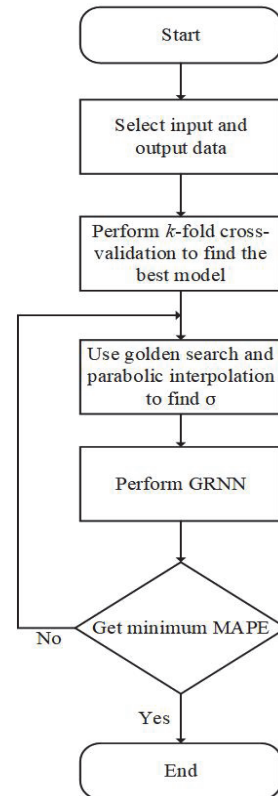 Start
Select input and
output data
Perform k-fold cross-
validation to find the
best model
Use golden search and
parabolic interpolation
to find σ
Perform GRNN
Get minimum MAPE
No
Yes
End